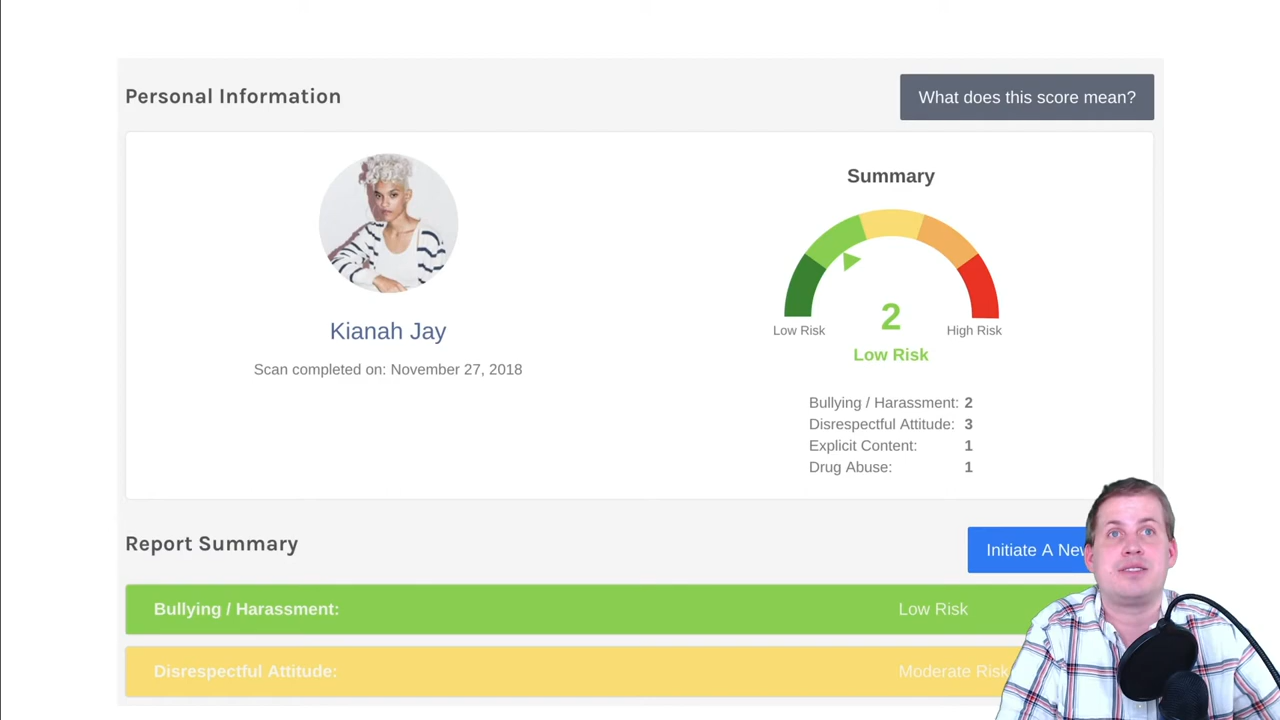 Personal Information
What does this score mean?
Summary
2
Low Risk
High Risk
Low Risk
Kianah Jay
Scan completed on: November 27, 2018
Bullying / Harassment: 2
Disrespectful Attitude: 3
Explicit Content: 1
Drug Abuse: 1
Report Summary
Initiate A New
Bullying / Harassment: Low Risk
Disrespectful Attitude: Moderate Risk